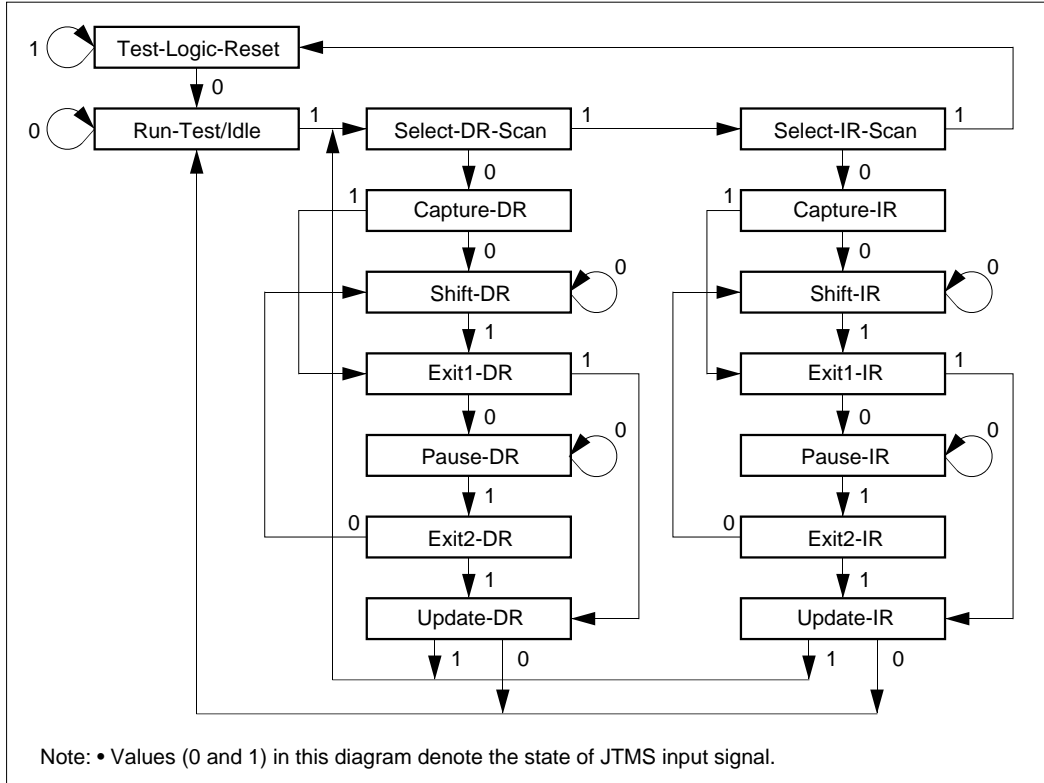 1 Test-Logic-Reset
0
0 Run-Test/Idle 1 Select-DR-Scan 1 Select-IR-Scan 1
0 0
1 Capture-DR 1 Capture-IR
0 0
Shift-DR 0 Shift-IR 0
1 1
Exit1-DR 1 Exit1-IR 1
0 0
Pause-DR 0 Pause-IR 0
1 1
0 Exit2-DR 0 Exit2-IR
1 1
Update-DR Update-IR
1 0 1 0
Note: • Values (0 and 1) in this diagram denote the state of JTMS input signal.